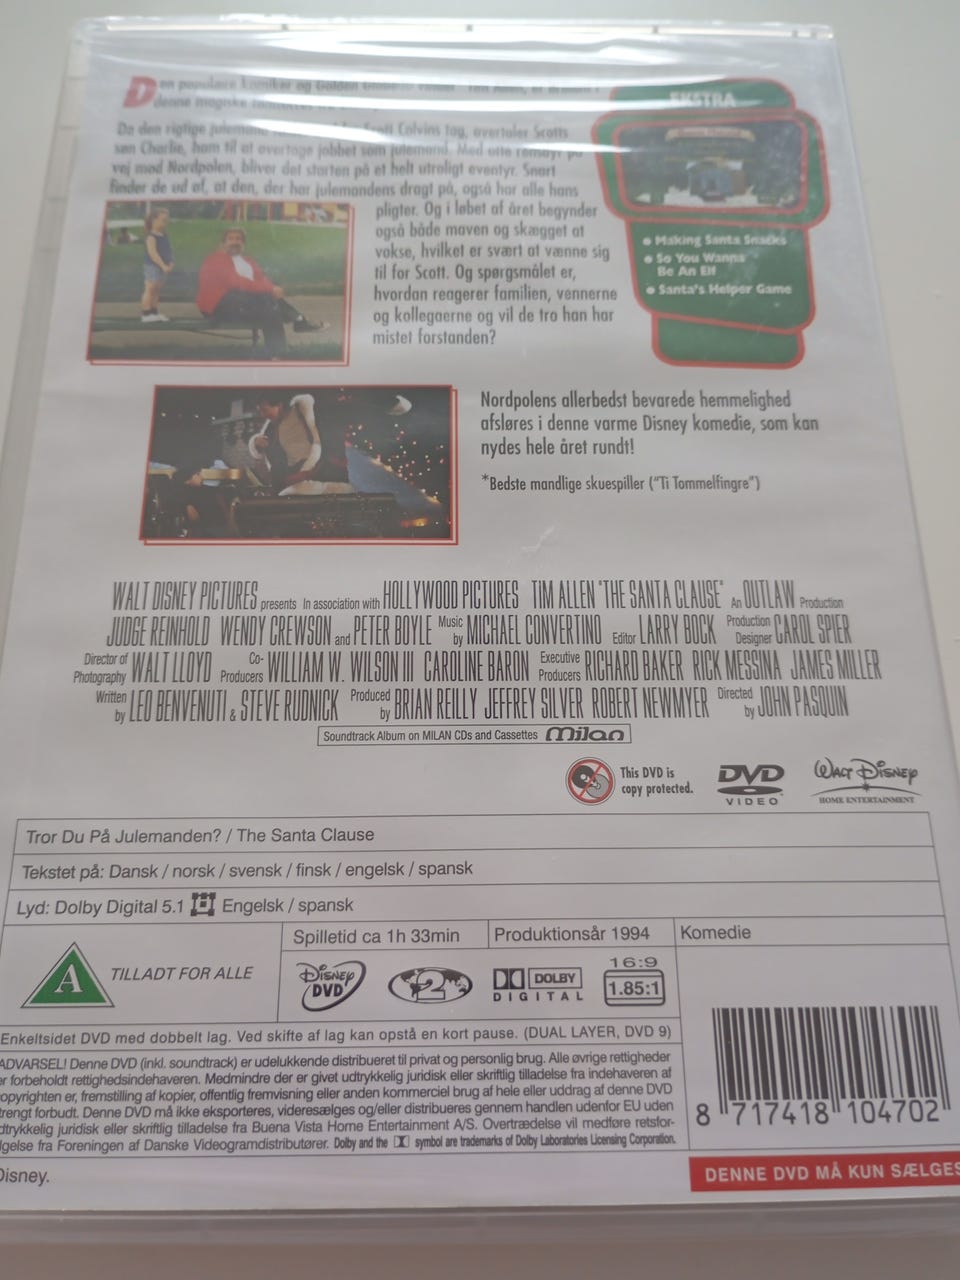 Den populære komiker og Golden
denne magiske
Da den rigtige julemand Scott Calvins tag, overtaler Scotts
søn Charlie, ham til at overtage jobbet som julemand. Med otte rensdyr på
vej mod Nordpolen, bliver det starten på et helt utroligt eventyr. Snart
finder de ud af, at den, der har julemandens dragt på, også har alle hans
pligter. Og i løbet af året begynder
også både maven og skægget at
vokse, hvilket er svært at vænne sig
til for Scott. Og spørgsmålet er,
hvordan reagerer familien, vennerne
og kollegaerne og vil de tro han har
mistet forstanden?
EKSTRA
• Making Santa Snacks
• So You Wanna
Be An Elf
• Santa's Helper Game
Nordpolens allerbedst bevarede hemmelighed
afsløres i denne varme Disney komedie, som kan
nydes hele året rundt!
*Bedste mandlige skuespiller ("Ti Tommelfingre")
WALT DISNEY PICTURES presents In association with HOLLYWOOD PICTURES TIM ALLEN "THE SANTA CLAUSE" An OUTLAW Production
JUDGE REINHOLD WENDY CREWSON and PETER BOYLE Music by MICHAEL CONVERTINO Editor LARRY BOCK Production Designer CAROL SPIER
Director of Photography WALT LLOYD Co-Producers WILLIAM W. WILSON III CAROLINE BARON Executive Producers RICHARD BAKER RICK MESSINA JAMES MILLER
Written by LEO BENVENUTI & STEVE RUDNICK Produced by BRIAN REILLY JEFFREY SILVER ROBERT NEWMYER Directed by JOHN PASQUIN
Soundtrack Album on MILAN CDs and Cassettes milan
This DVD is
copy protected.
DVD
VIDEO
WALT DISNEY
HOME ENTERTAINMENT
Tror Du På Julemanden? / The Santa Clause
Tekstet på: Dansk / norsk / svensk / finsk / engelsk / spansk
Lyd: Dolby Digital 5.1 Engelsk / spansk
Spilletid ca 1h 33min
Produktionsår 1994
Komedie
A
TILLADT FOR ALLE
DISNEY
DVD
2
DOLBY
DIGITAL
16:9
1.85:1
Enkeltsidet DVD med dobbelt lag. Ved skifte af lag kan opstå en kort pause. (DUAL LAYER, DVD 9)
ADVARSEL! Denne DVD (inkl. soundtrack) er udelukkende distribueret til privat og personlig brug. Alle øvrige rettigheder
er forbeholdt rettighedsindehaveren. Medmindre der er givet udtrykkelig juridisk eller skriftlig tilladelse fra indehaveren af
copyrighten er, fremstilling af kopier, offentlig fremvisning eller anden kommerciel brug af hele eller uddrag af denne DVD
trengt forbudt. Denne DVD må ikke eksporteres, videresælges og/eller distribueres gennem handlen udenfor EU uden
dtrykkelig juridisk eller skriftlig tilladelse fra Buena Vista Home Entertainment A/S. Overtrædelse vil medføre retsfor-
lgelse fra Foreningen af Danske Videogramdistributører. Dolby and the symbol are trademarks of Dolby Laboratories Licensing Corporation.
8 717418 104702
Disney.
DENNE DVD MÅ KUN SÆLGES